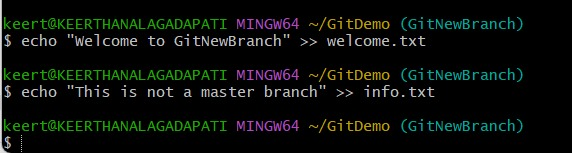 keert@KEERTHANALAGADAPATI MINGW64 ~/GitDemo (GitNewBranch)
$ echo "Welcome to GitNewBranch" >> welcome.txt
keert@KEERTHANALAGADAPATI MINGW64 ~/GitDemo (GitNewBranch)
$ echo "This is not a master branch" >> info.txt
keert@KEERTHANALAGADAPATI MINGW64 ~/GitDemo (GitNewBranch)
$